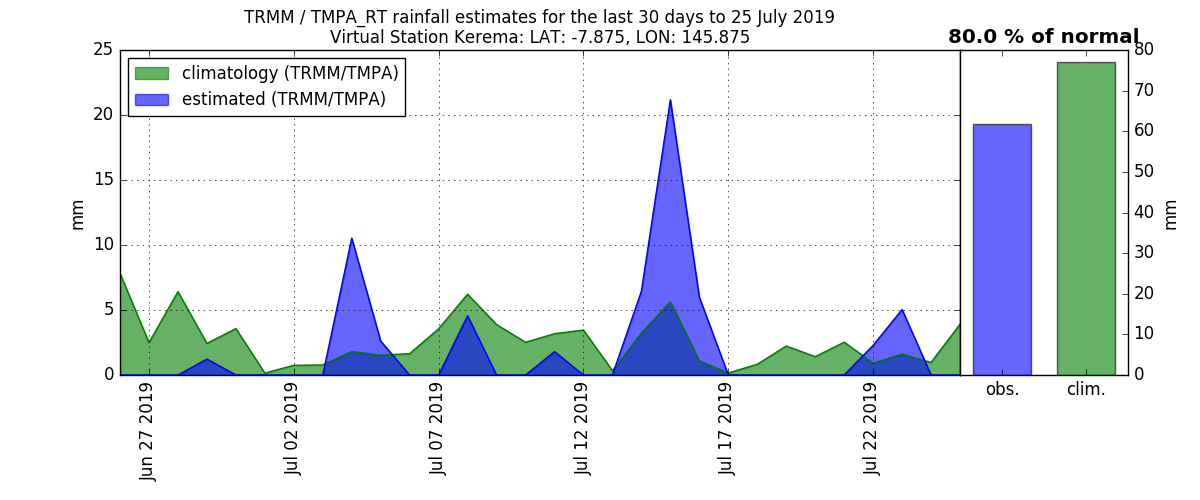 TRMM / TMPA_RT rainfall estimates for the last 30 days to 25 July 2019
Virtual Station Kerema: LAT: -7.875, LON: 145.875
80.0 % of normal
climatology (TRMM/TMPA)
estimated (TRMM/TMPA)
25
20
15
10
5
0
mm
Jun 27 2019
Jul 02 2019
Jul 07 2019
Jul 12 2019
Jul 17 2019
Jul 22 2019
80
70
60
50
40
30
20
10
0
mm
obs.
clim.